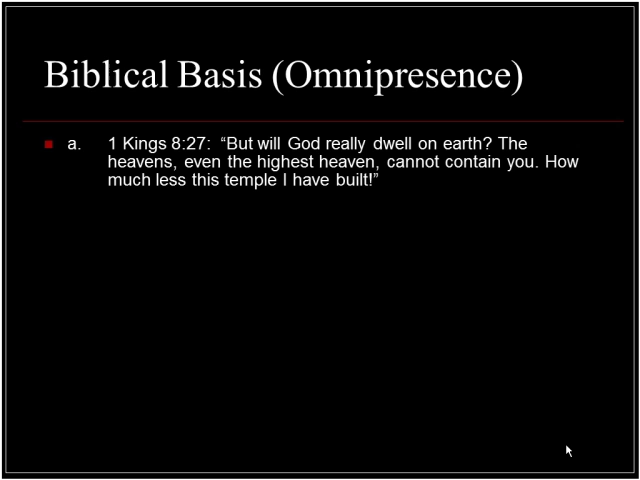 Biblical Basis (Omnipresence)
a. 1 Kings 8:27: “But will God really dwell on earth? The
heavens, even the highest heaven, cannot contain you. How
much less this temple I have built!”